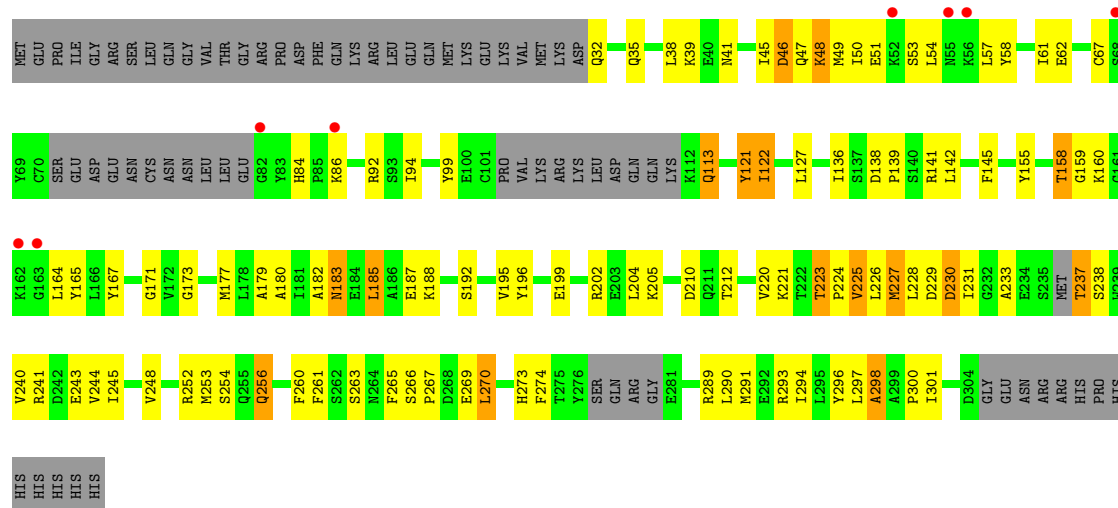 MET GLU PRO ILE GLY ARG SER LEU GLN GLN GLY VAL THR GLY ARG PRO ASP PHE GLN LYS ARG LEU GLU GLN MET LYS GLU LYS VAL MET LYS ASP Q32 Q35 L38 K39 E40 N41 I45 D46 Q47 K48 M49 I50 E51 K52 S53 L54 N55 K56 L57 Y58 I61 E62 C67 S68
Y69 C70 SER GLU ASP GLU ASN CYS ASN ASN LEU LEU GLU G82 Y83 H84 P85 K86 R92 S93 I94 Y99 E100 C101 PRO VAL LYS ARG LYS LEU ASP GLN GLN LYS K112 Q113 Y121 I122 L127 I136 S137 D138 P139 S140 R141 L142 F145 Y155 T158 G159 K160 C161
K162 G163 L164 Y165 L166 Y167 G171 V172 G173 M177 L178 A179 A180 I181 A182 N183 E184 L185 A186 E187 K188 S192 V195 Y196 E199 R202 E203 L204 K205 D210 Q211 T212 V220 K221 T222 T223 P224 V225 L226 M227 L228 D229 D230 I231 G232 A233 E234 S235 MET T237 S238 W239
V240 R241 D242 E243 V244 I245 V248 R252 M253 S254 Q255 Q256 F260 F261 S262 S263 N264 F265 S266 P267 D268 E269 L270 H273 F274 T275 Y276 SER GLN ARG GLY E281 R289 L290 M291 E292 R293 I294 L295 Y296 L297 A298 A299 P300 I301 D304 GLY GLU ASN ARG ARG HIS PRO HIS
HIS HIS HIS HIS HIS